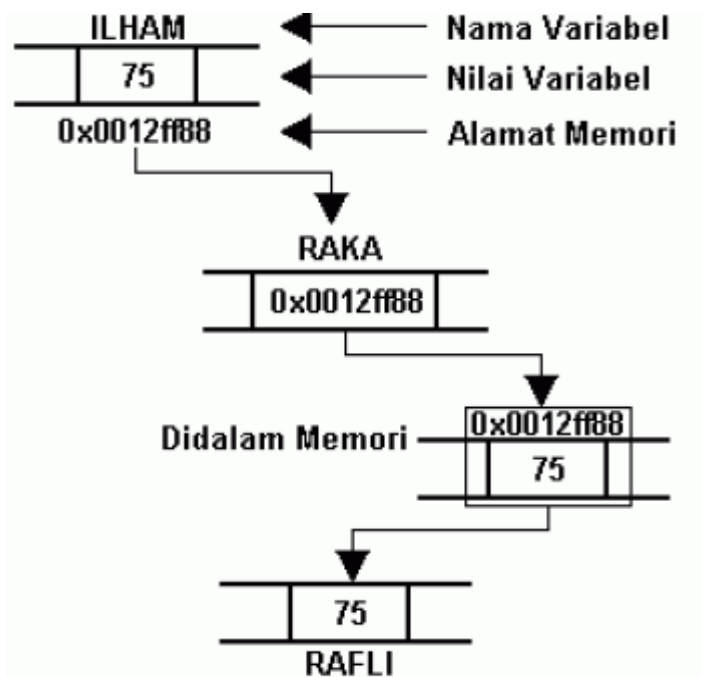 ILHAM
Nama Variabel
75
Nilai Variabel
0x0012ff88
Alamat Memori
RAKA
0x0012ff88
0x0012ff88
Didalam Memori
75
75
RAFLI